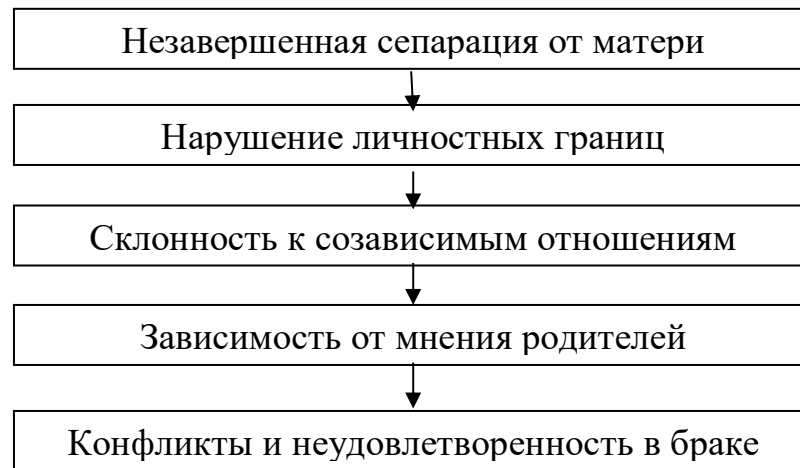 Незавершенная сепарация от матери
Нарушение личностных границ
Склонность к созависимым отношениям
Зависимость от мнения родителей
Конфликты и неудовлетворенность в браке